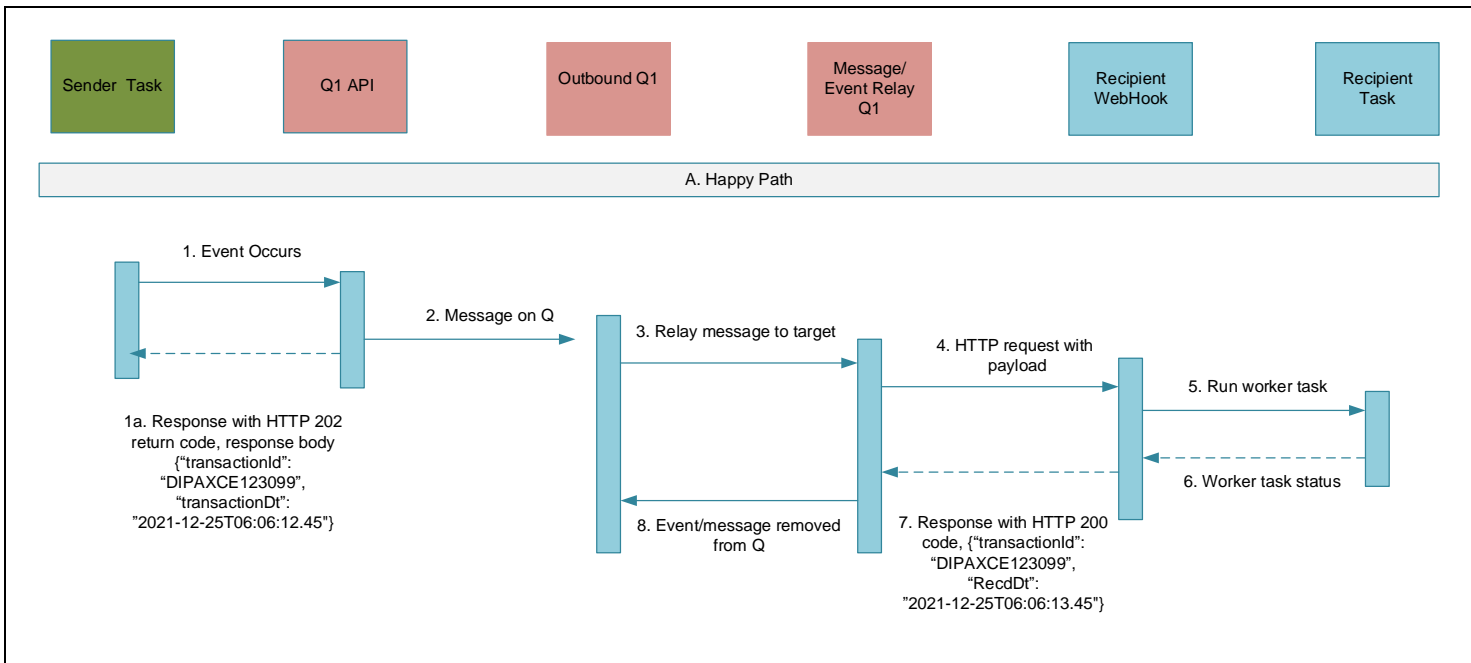 Sender  Task
Q1 API
Outbound Q1
Message/
Event Relay
Q1
Recipient
WebHook
Recipient
Task
A. Happy Path
1. Event Occurs
2. Message on Q
3. Relay message to target
4. HTTP request with
payload
5. Run worker task
1a. Response with HTTP 202
return code, response body
{“transactionId”:
“DIPAXCE123099”,
“transactionDt”:
”2021-12-25T06:06:12.45"}
6. Worker task status
8. Event/message removed
from Q
7. Response with HTTP 200
code, {“transactionId”:
“DIPAXCE123099”,
“RecdDt”:
”2021-12-25T06:06:13.45"}